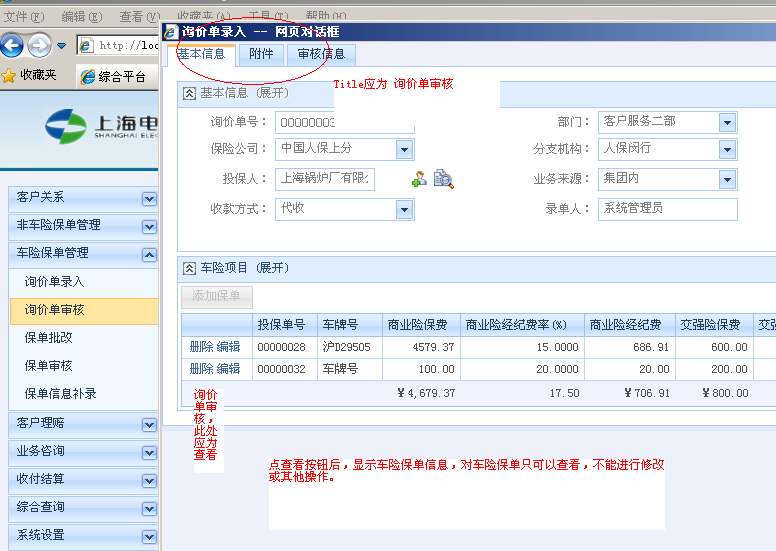 文件(F) 编辑(E) 查看(V) 收藏夹(A) 工具(T) 帮助(H)
询价单录入 -- 网页对话框
http://loc
收藏夹
综合平台
上海电
SHANGHAI ELEC
基本信息 附件 审核信息
Title应为 询价单审核
基本信息 (展开)
询价单号： 00000003 部门： 客户服务二部
保险公司： 中国人保上分 分支机构： 人保闵行
投保人： 上海锅炉厂有限 业务来源： 集团内
收款方式： 代收 录单人： 系统管理员
客户关系
非车险保单管理
车险保单管理
询价单录入
询价单审核
保单批改
保单审核
保单信息补录
客户理赔
业务咨询
收付结算
综合查询
系统设置
车险项目 (展开)
添加保单
投保单号 车牌号 商业险保费 商业险经纪费率(%) 商业险经纪费 交强险保费 交强
删除 编辑 00000028 沪D29505 4579.37 15.0000 686.91 600.00
删除 编辑 00000032 车牌号 100.00 20.0000 20.00 200.00
￥4,679.37 17.50 ￥706.91 ￥800.00
询价
单审
核，
此处
应为
查看
点查看按钮后，显示车险保单信息，对车险保单只可以查看，不能进行修改
或其他操作。